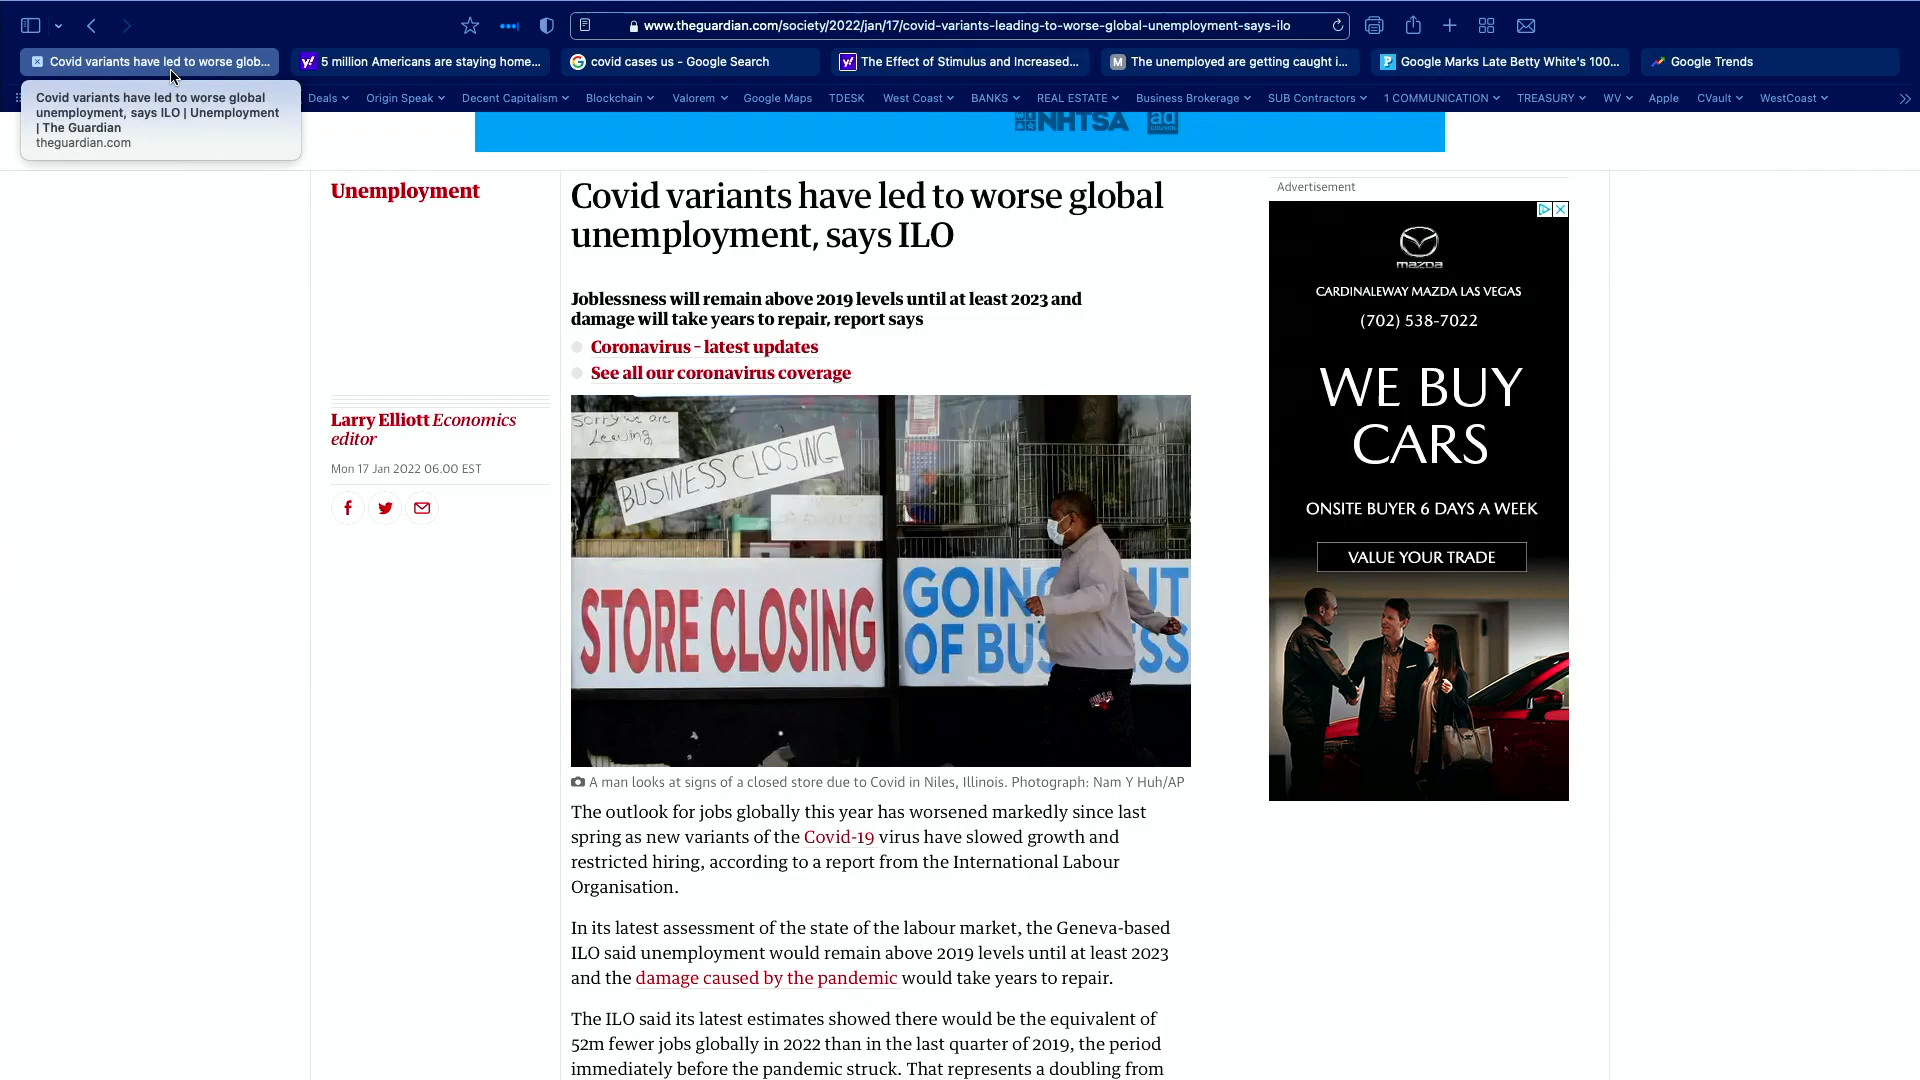 www.theguardian.com/society/2022/jan/17/covid-variants-leading-to-worse-global-unemployment-says-ilo
Covid variants have led to worse glob...
5 million Americans are staying home...
covid cases us - Google Search
The Effect of Stimulus and Increased...
The unemployed are getting caught i...
Google Marks Late Betty White's 100...
Google Trends
Deals
Origin Speak
Decent Capitalism
Blockchain
Valorem
Google Maps
TDESK
West Coast
BANKS
REAL ESTATE
Business Brokerage
SUB Contractors
1 COMMUNICATION
TREASURY
WV
Apple
CVault
WestCoast
Covid variants have led to worse global
unemployment, says ILO | Unemployment
| The Guardian
theguardian.com
NHTSA
ad
COUNCIL
Unemployment
Covid variants have led to worse global
unemployment, says ILO
Joblessness will remain above 2019 levels until at least 2023 and
damage will take years to repair, report says
Coronavirus – latest updates
See all our coronavirus coverage
Larry Elliott Economics
editor
Mon 17 Jan 2022 06.00 EST
Sorry we are
Leaving
BUSINESS CLOSING
STORE CLOSING
GOING OUT
OF BUSINESS
BULLS
A man looks at signs of a closed store due to Covid in Niles, Illinois. Photograph: Nam Y Huh/AP
The outlook for jobs globally this year has worsened markedly since last
spring as new variants of the Covid-19 virus have slowed growth and
restricted hiring, according to a report from the International Labour
Organisation.
In its latest assessment of the state of the labour market, the Geneva-based
ILO said unemployment would remain above 2019 levels until at least 2023
and the damage caused by the pandemic would take years to repair.
The ILO said its latest estimates showed there would be the equivalent of
52m fewer jobs globally in 2022 than in the last quarter of 2019, the period
immediately before the pandemic struck. That represents a doubling from
Advertisement
mazda
CARDINALEWAY MAZDA LAS VEGAS
(702) 538-7022
WE BUY
CARS
ONSITE BUYER 6 DAYS A WEEK
VALUE YOUR TRADE